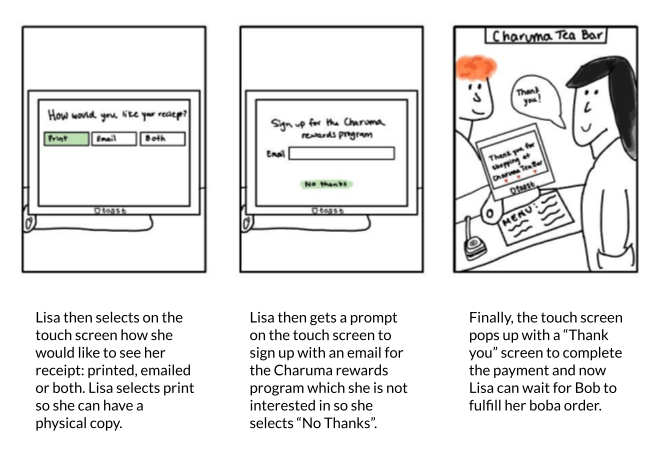 How would you like your reciept?
Print
Email
Both
toast
Lisa then selects on the
touch screen how she
would like to see her
receipt: printed, emailed
or both. Lisa selects print
so she can have a
physical copy.
Sign up for the Charuma
rewards program
Email
No thanks
toast
Lisa then gets a prompt
on the touch screen to
sign up with an email for
the Charuma rewards
program which she is not
interested in so she
selects “No Thanks”.
Charuma Tea Bar
Thank
you!
Thank you for
shopping at
Charuma Tea Bar
toast
MENU:
Finally, the touch screen
pops up with a “Thank
you” screen to complete
the payment and now
Lisa can wait for Bob to
fulfill her boba order.